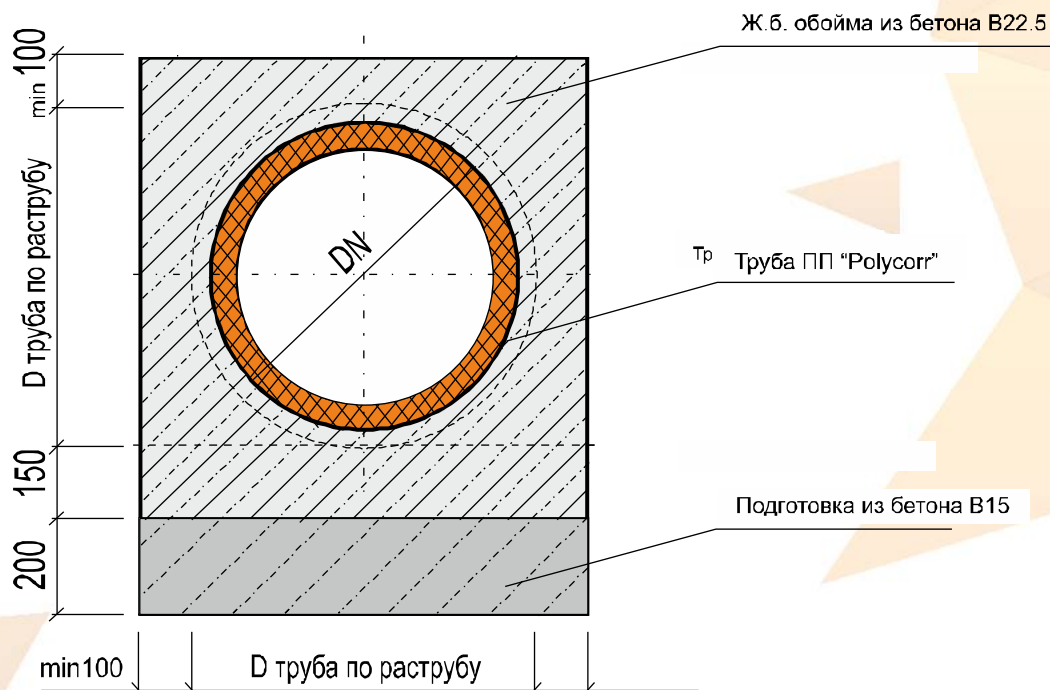 Ж.б. обойма из бетона В22.5
min 100
D труба по раструбу
DN
Тр Труба ПП “Polycorr”
150
Подготовка из бетона В15
200
min100
D труба по раструбу